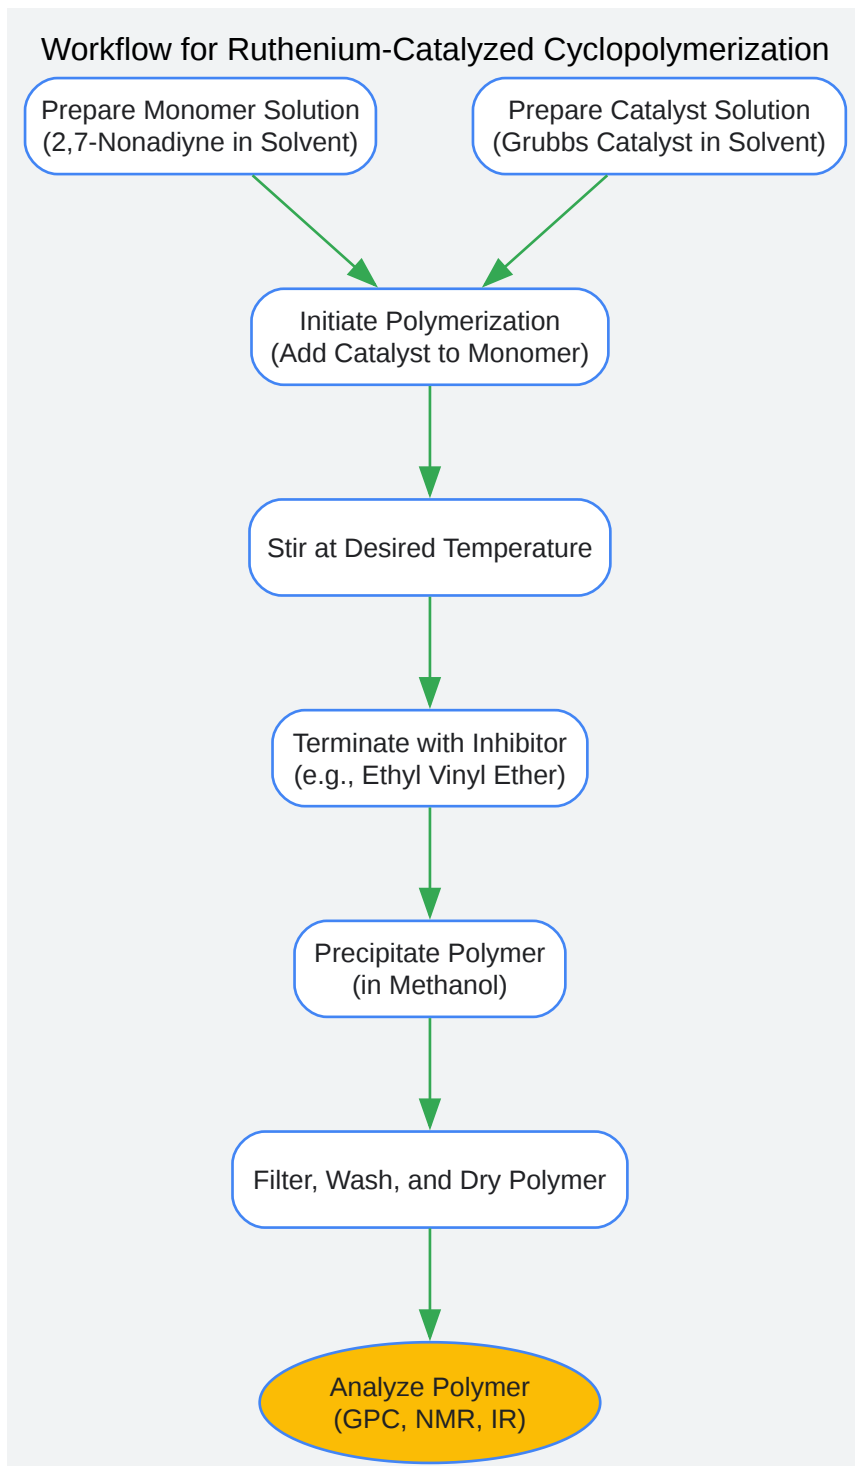 Workflow for Ruthenium-Catalyzed Cyclopolymerization
Prepare Monomer Solution
(2,7-Nonadiyne in Solvent)
Prepare Catalyst Solution
(Grubbs Catalyst in Solvent)
Initiate Polymerization
(Add Catalyst to Monomer)
Stir at Desired Temperature
Terminate with Inhibitor
(e.g., Ethyl Vinyl Ether)
Precipitate Polymer
(in Methanol)
Filter, Wash, and Dry Polymer
Analyze Polymer
(GPC, NMR, IR)